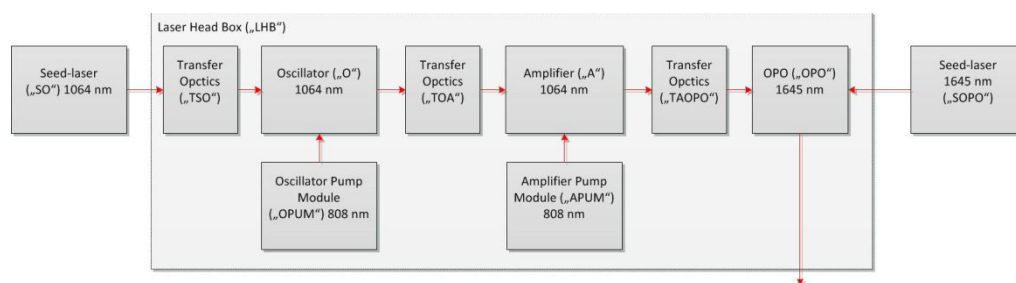 Laser Head Box („LHB“)
Seed-laser
(„SO“) 1064 nm
Transfer
Opctics
(„TSO“)
Oscillator („O“)
1064 nm
Transfer
Opctics
(„TOA“)
Amplifier („A“)
1064 nm
Transfer
Opctics
(„TAOPO“)
OPO („OPO“)
1645 nm
Seed-laser
1645 nm
(„SOPO“)
Oscillator Pump
Module
(„OPUM“) 808 nm
Amplifier Pump
Module („APUM“)
808 nm